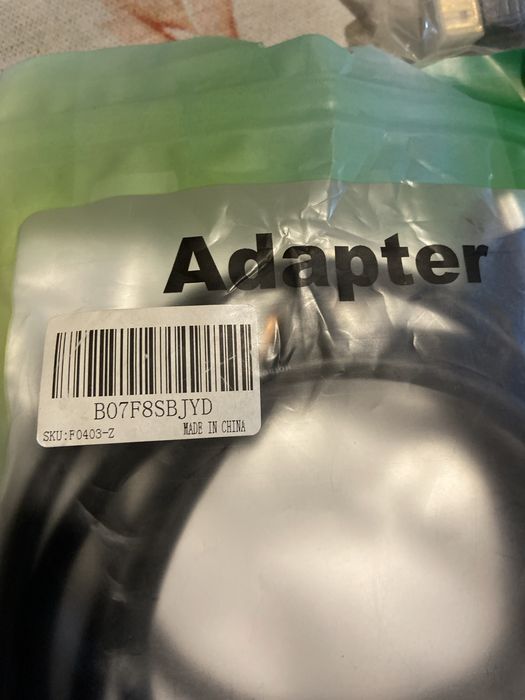 Adapter
B07F8SBJYD
SKU:F0403-Z MADE IN CHINA